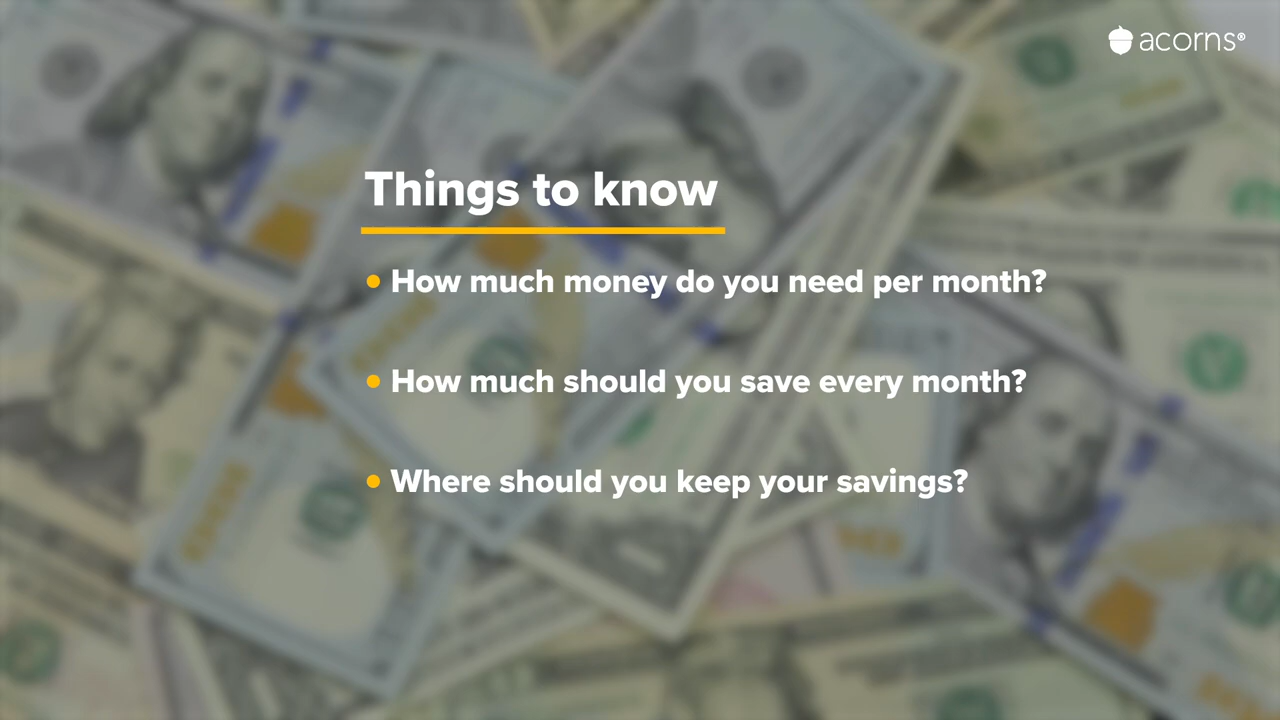 acorns®
Things to know
• How much money do you need per month?
• How much should you save every month?
• Where should you keep your savings?